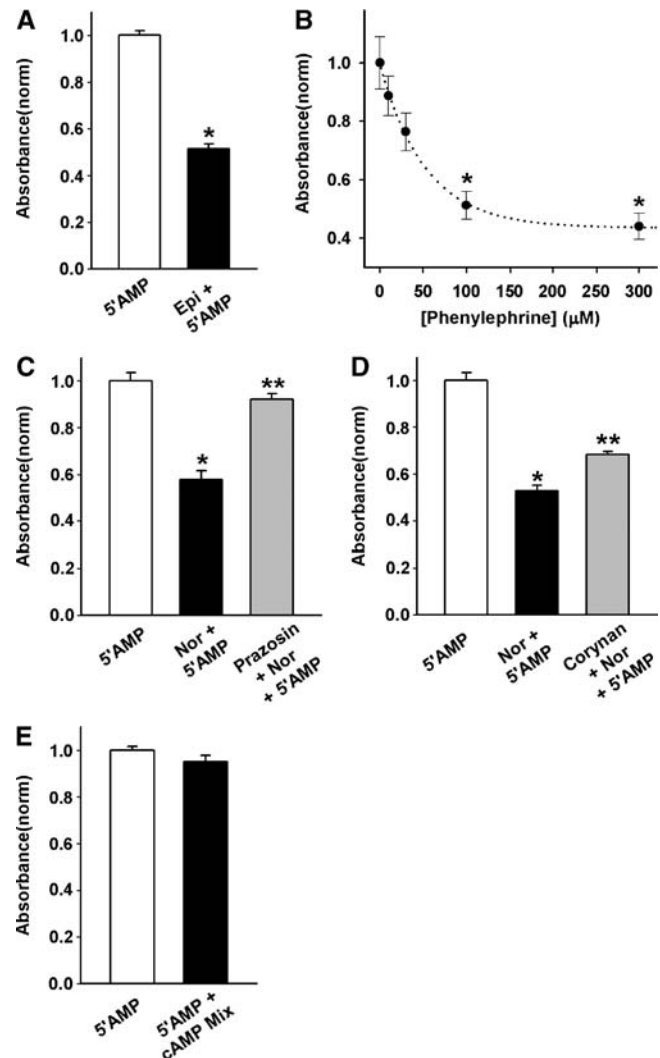 A
Absorbance(norm)
1.0
0.8
0.6
0.4
0.2
0.0
*
5'AMP
Epi +
5'AMP
B
Absorbance(norm)
1.0
0.8
0.6
0.4
*
*
0 50 100 150 200 250 300
[Phenylephrine] (µM)
C
Absorbance(norm)
1.0
0.8
0.6
0.4
0.2
0.0
*
**
5'AMP
Nor +
5'AMP
Prazosin
+ Nor
+ 5'AMP
D
Absorbance(norm)
1.0
0.8
0.6
0.4
0.2
0.0
*
**
5'AMP
Nor +
5'AMP
Corynan
+ Nor
+ 5'AMP
E
Absorbance(norm)
1.0
0.8
0.6
0.4
0.2
0.0
5'AMP
5'AMP +
cAMP Mix